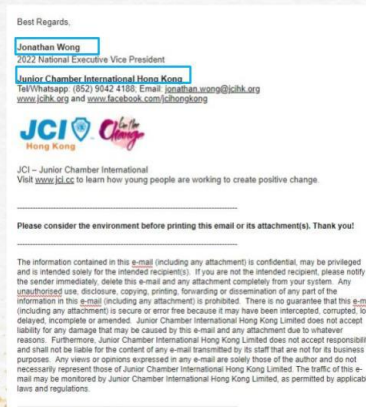 Best Regards,
Jonathan Wong
2022 National Executive Vice President
Junior Chamber International Hong Kong
Tel/Whatsapp: (852) 9042 4188; Email: jonathan.wong@jcihk.org
www.jcihk.org and www.facebook.com/jcihongkong
JCI
Hong Kong
JCI – Junior Chamber International
Visit www.jci.cc to learn how young people are working to create positive change.
Please consider the environment before printing this email or its attachment(s). Thank you!
The information contained in this e-mail (including any attachment) is confidential, may be privileged
and is intended solely for the intended recipient(s). If you are not the intended recipient, please notify
the sender immediately, delete this e-mail and any attachment completely from your system. Any
unauthorised use, disclosure, copying, printing, forwarding or dissemination of any part of the
information in this e-mail (including any attachment) is prohibited. There is no guarantee that this e-m
(including any attachment) is secure or error free because it may have been intercepted, corrupted, lo
delayed, incomplete or amended. Junior Chamber International Hong Kong Limited does not accept
liability for any damage that may be caused by this e-mail and any attachment due to whatever
reasons. Furthermore, Junior Chamber International Hong Kong Limited does not accept responsibili
and shall not be liable for the content of any e-mail transmitted by its staff that are not for its business
purposes. Any views or opinions expressed in any e-mail are solely those of the author and do not
necessarily represent those of Junior Chamber International Hong Kong Limited. The traffic of this e-
mail may be monitored by Junior Chamber International Hong Kong Limited, as permitted by applicab
laws and regulations.